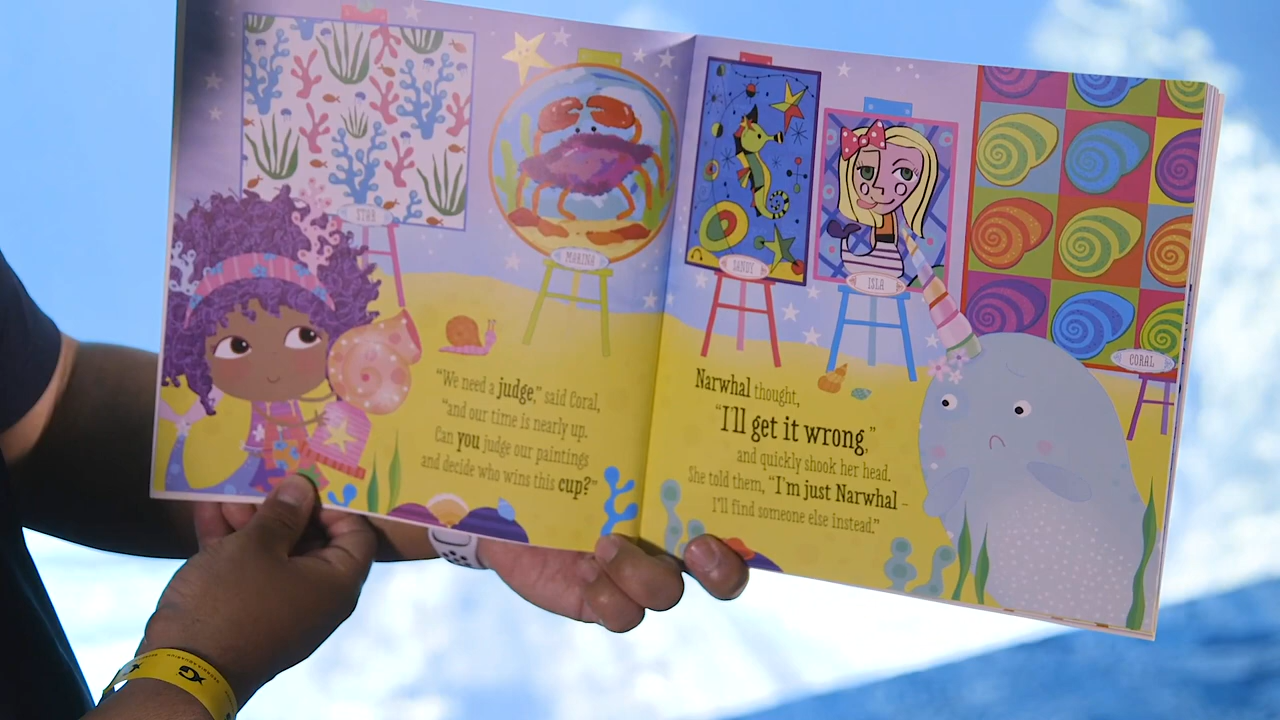 STAR
MARINA
SANDY
ISLA
CORAL
"We need a judge," said Coral,
"and our time is nearly up.
Can you judge our paintings
and decide who wins this cup?"
Narwhal thought,
"I'll get it wrong,"
and quickly shook her head.
She told them, "I'm just Narwhal –
I'll find someone else instead."
XG